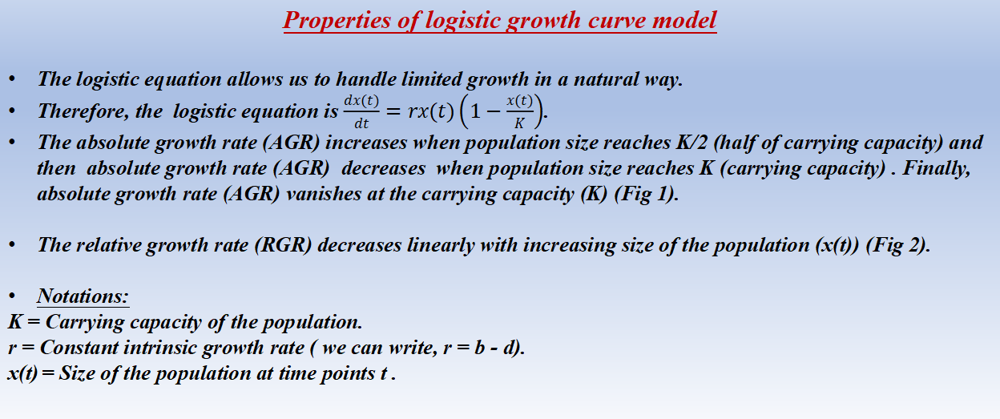 Properties of logistic growth curve model
• The logistic equation allows us to handle limited growth in a natural way.
• Therefore, the logistic equation is dx(t)/dt = rx(t)(1 − x(t)/K).
• The absolute growth rate (AGR) increases when population size reaches K/2 (half of carrying capacity) and
then absolute growth rate (AGR) decreases when population size reaches K (carrying capacity) . Finally,
absolute growth rate (AGR) vanishes at the carrying capacity (K) (Fig 1).
• The relative growth rate (RGR) decreases linearly with increasing size of the population (x(t)) (Fig 2).
• Notations:
K = Carrying capacity of the population.
r = Constant intrinsic growth rate ( we can write, r = b - d).
x(t) = Size of the population at time points t .